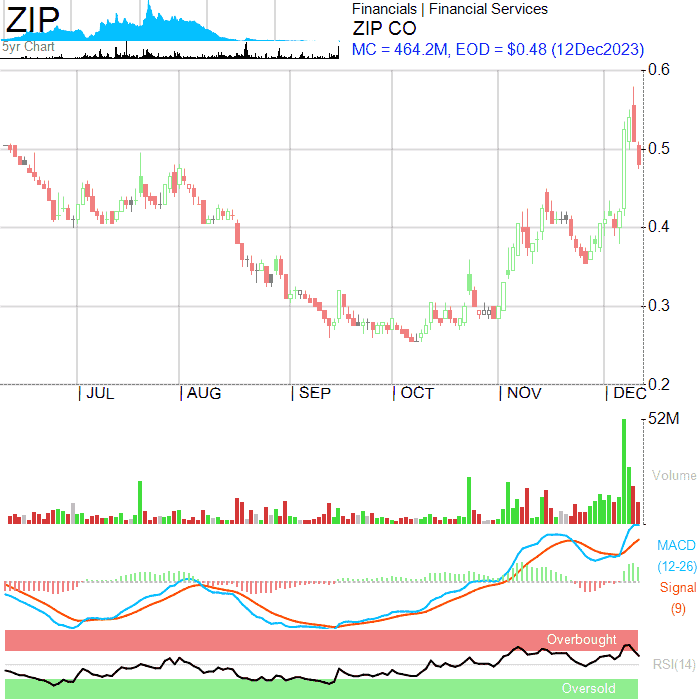 ZIP
5yr Chart
Financials | Financial Services
ZIP CO
MC = 464.2M, EOD = $0.48 (12Dec2023)
0.6
0.5
0.4
0.3
0.2
| JUL | AUG | SEP | OCT | NOV | DEC
52M
Volume
MACD
(12-26)
Signal
(9)
Overbought
RSI(14)
Oversold